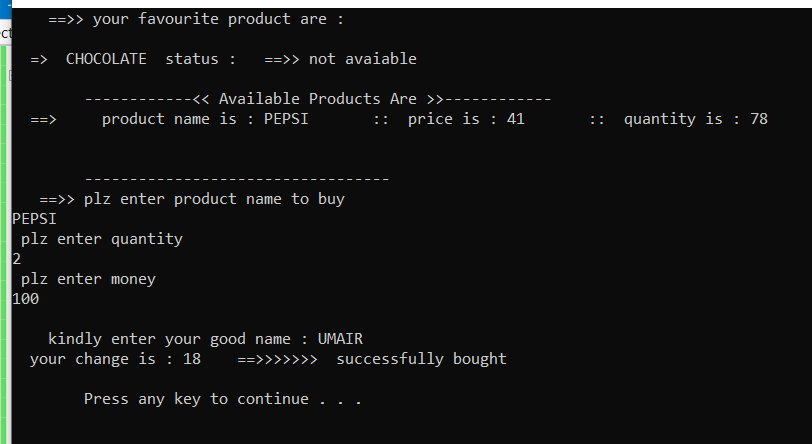 ==>> your favourite product are :
=> CHOCOLATE status : ==>> not avaiable
------------<< Available Products Are >>------------
==> product name is : PEPSI :: price is : 41 :: quantity is : 78
----------------------------------
==>> plz enter product name to buy
PEPSI
plz enter quantity
2
plz enter money
100
kindly enter your good name : UMAIR
your change is : 18 ==>>>>>>> successfully bought
Press any key to continue . . .